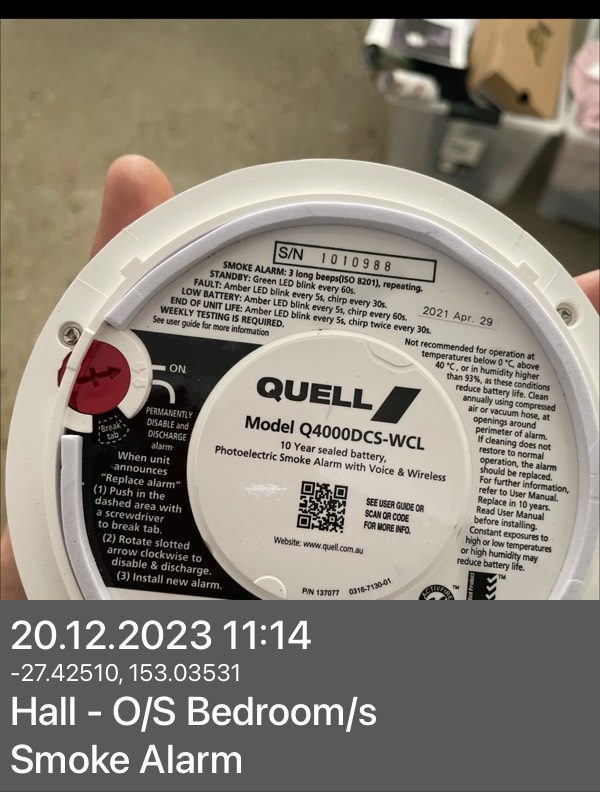 S/N 1010988
SMOKE ALARM: 3 long beeps(ISO 8201), repeating.
STANDBY: Green LED blink every 60s.
FAULT: Amber LED blink every 5s, chirp every 30s.
LOW BATTERY: Amber LED blink every 5s, chirp every 60s.
END OF UNIT LIFE: Amber LED blink every 5s, chirp twice every 30s.
WEEKLY TESTING IS REQUIRED.
See user guide for more information
2021 Apr. 29
ON
PERMANENTLY
DISABLE and
DISCHARGE
alarm
"Break
tab"
When unit
announces
"Replace alarm"
(1) Push in the
dashed area with
a screwdriver
to break tab.
(2) Rotate slotted
arrow clockwise to
disable & discharge.
(3) Install new alarm.
QUELL
Model Q4000DCS-WCL
10 Year sealed battery,
Photoelectric Smoke Alarm with Voice & Wireless
SEE USER GUIDE OR
SCAN QR CODE
FOR MORE INFO.
Website: www.quell.com.au
P/N 137077 0316-7130-01
Not recommended for operation at
temperatures below 0 °C, above
40 °C, or in humidity higher
than 93%, as these conditions
reduce battery life. Clean
annually using compressed
air or vacuum hose, at
openings around
perimeter of alarm.
If cleaning does not
restore to normal
operation, the alarm
should be replaced.
For further information,
refer to User Manual.
Replace in 10 years.
Read User Manual
before installing.
Constant exposures to
high or low temperatures
or high humidity may
reduce battery life.
20.12.2023 11:14
-27.42510, 153.03531
Hall - O/S Bedroom/s
Smoke Alarm